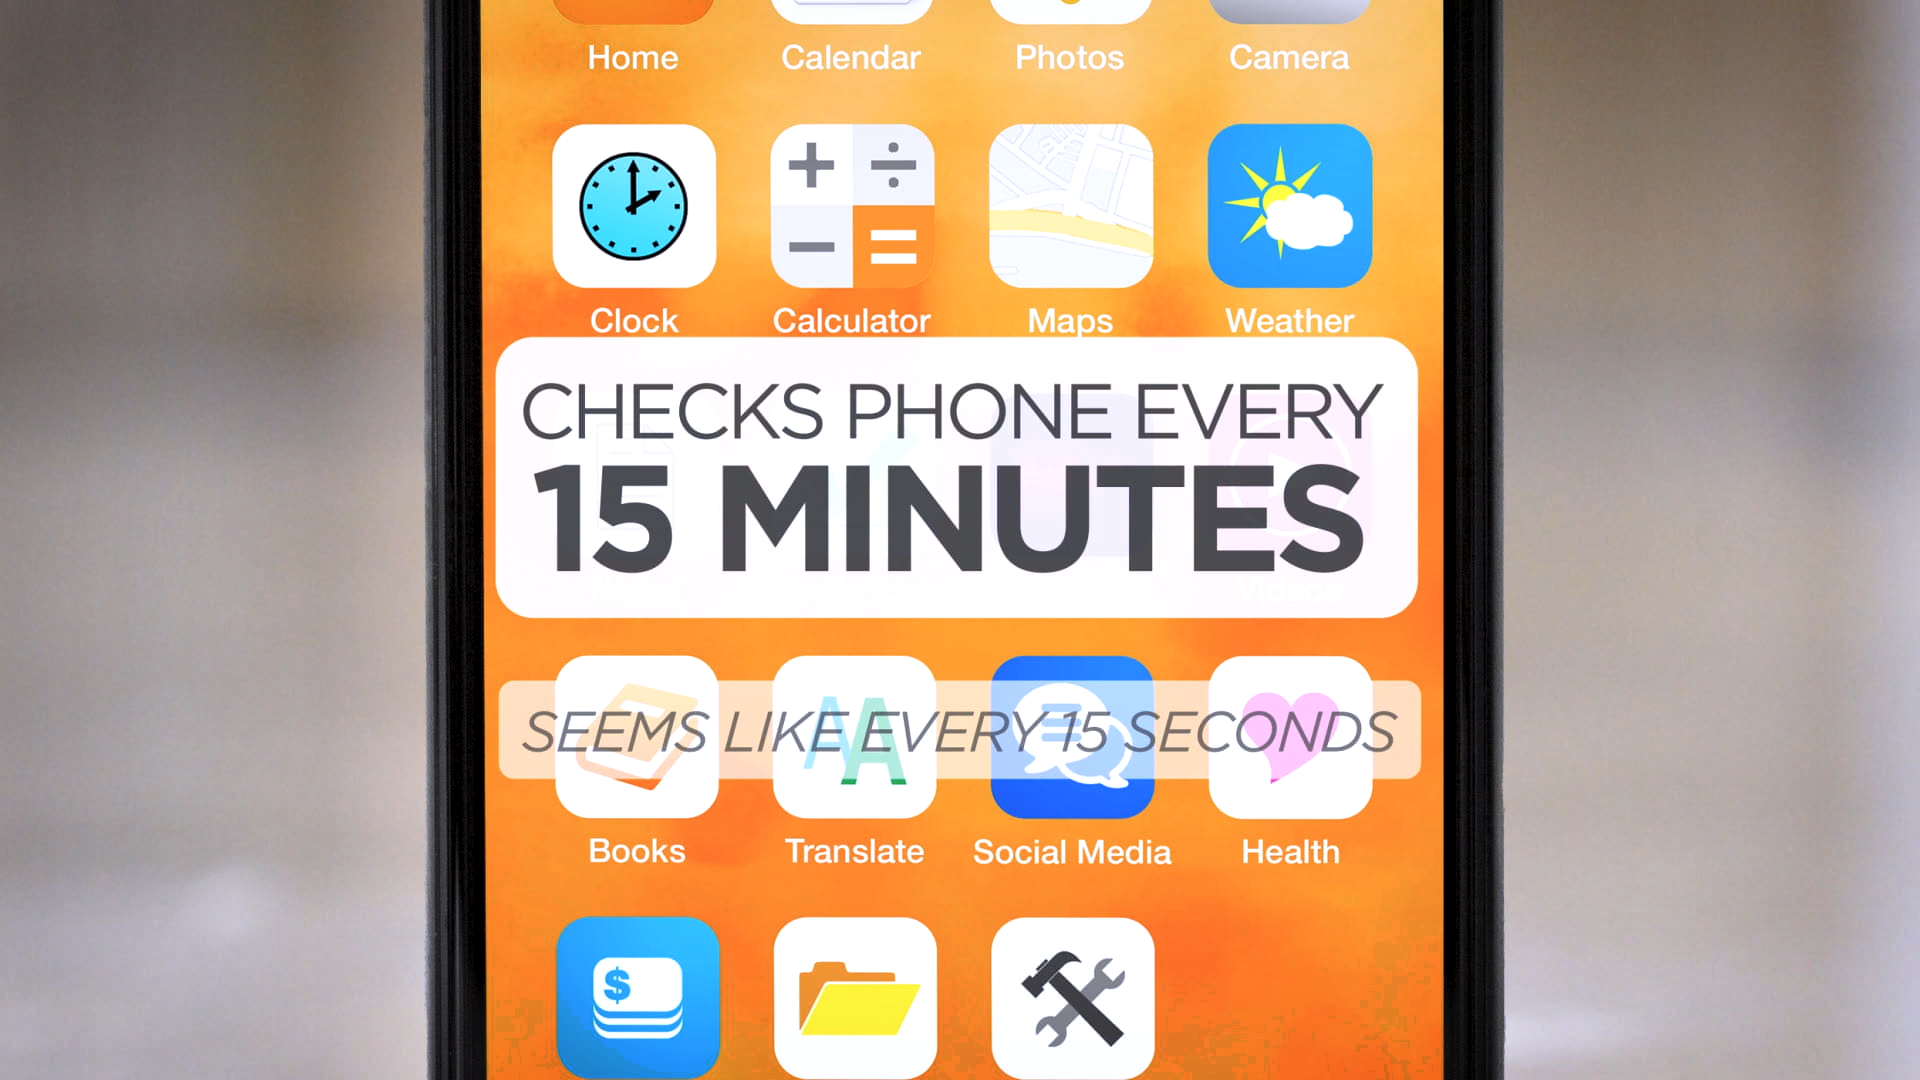 Home Calendar Photos Camera
Clock Calculator Maps Weather
CHECKS PHONE EVERY
15 MINUTES
Videos
SEEMS LIKE EVERY 15 SECONDS
Books Translate Social Media Health
$